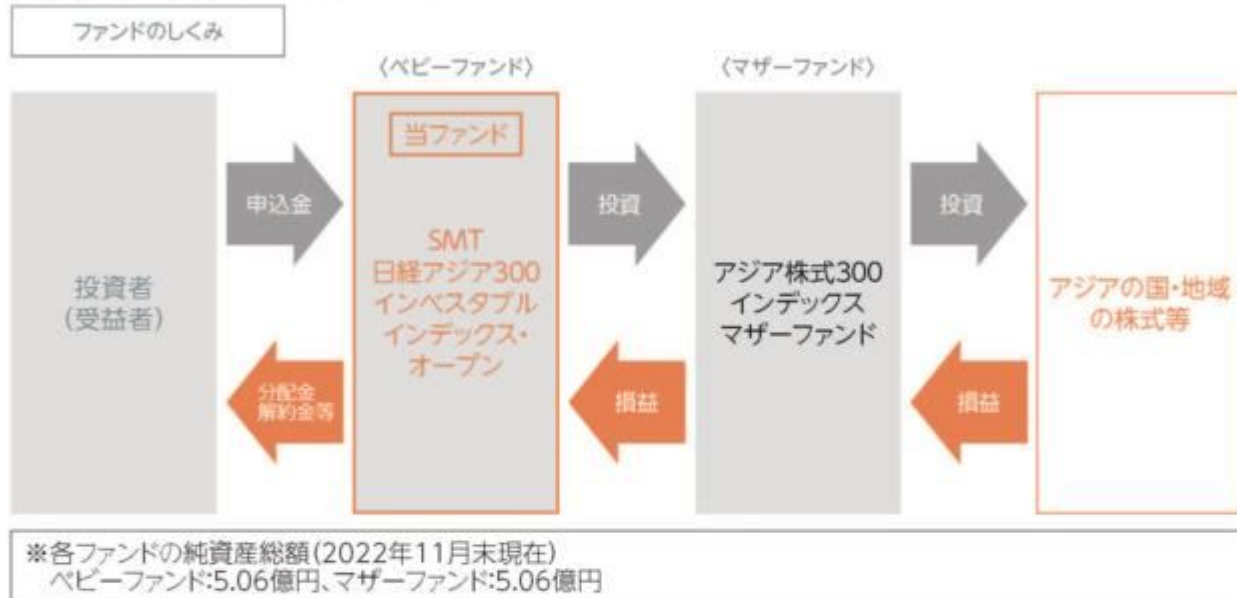 ファンドのしくみ
〈ベビーファンド〉
〈マザーファンド〉
投資者
(受益者)
申込金
分配金
解約金等
当ファンド
SMT
日経アジア300
インベスタブル
インデックス・
オープン
投資
損益
アジア株式300
インデックス
マザーファンド
投資
損益
アジアの国・地域
の株式等
※各ファンドの純資産総額(2022年11月末現在)
ベビーファンド:5.06億円、マザーファンド:5.06億円